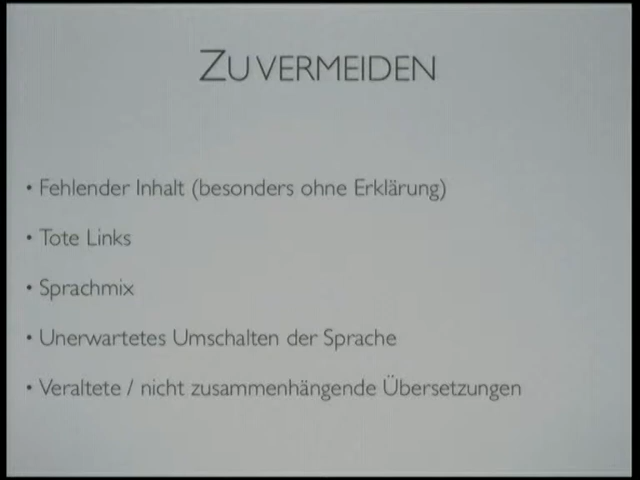 ZU VERMEIDEN
• Fehlender Inhalt (besonders ohne Erklärung)
• Tote Links
• Sprachmix
• Unerwartetes Umschalten der Sprache
• Veraltete / nicht zusammenhängende Übersetzungen